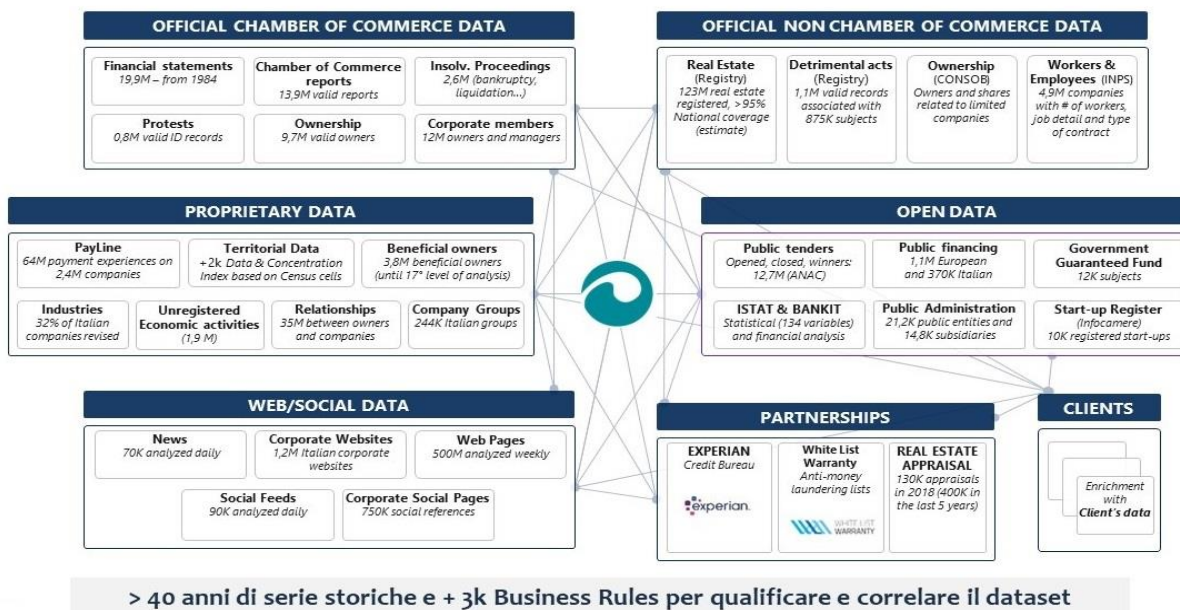 OFFICIAL CHAMBER OF COMMERCE DATA
Financial statements
19,9M – from 1984
Chamber of Commerce
reports
13,9M valid reports
Insolv. Proceedings
2,6M (bankruptcy,
liquidation...)
Protests
0,8M valid ID records
Ownership
9,7M valid owners
Corporate members
12M owners and managers
OFFICIAL NON CHAMBER OF COMMERCE DATA
Real Estate
(Registry)
123M real estate
registered, >95%
National coverage
(estimate)
Detrimental acts
(Registry)
1,1M valid records
associated with
875K subjects
Ownership
(CONSOB)
Owners and shares
related to limited
companies
Workers &
Employees (INPS)
4,9M companies
with # of workers,
job detail and type
of contract
PROPRIETARY DATA
PayLine
64M payment experiences on
2,4M companies
Territorial Data
+2k Data & Concentration
Index based on Census cells
Beneficial owners
3,8M beneficial owners
(until 17° level of analysis)
Industries
32% of Italian
companies revised
Unregistered
Economic activities
(1,9 M)
Relationships
35M between owners
and companies
Company Groups
244K Italian groups
OPEN DATA
Public tenders
Opened, closed, winners:
12,7M (ANAC)
Public financing
1,1M European
and 370K Italian
Government
Guaranteed Fund
12K subjects
ISTAT & BANKIT
Statistical (134 variables)
and financial analysis
Public Administration
21,2K public entities and
14,8K subsidiaries
Start-up Register
(Infocamere)
10K registered start-ups
WEB/SOCIAL DATA
News
70K analyzed daily
Corporate Websites
1,2M Italian corporate
websites
Web Pages
500M analyzed weekly
Social Feeds
90K analyzed daily
Corporate Social Pages
750K social references
PARTNERSHIPS
EXPERIAN
Credit Bureau
experian.
White List
Warranty
Anti-money
laundering lists
WHITE LIST
WARRANTY
REAL ESTATE
APPRAISAL
130K appraisals
in 2018 (400K in
the last 5 years)
CLIENTS
Enrichment
with
Client's data
> 40 anni di serie storiche e + 3k Business Rules per qualificare e correlare il dataset